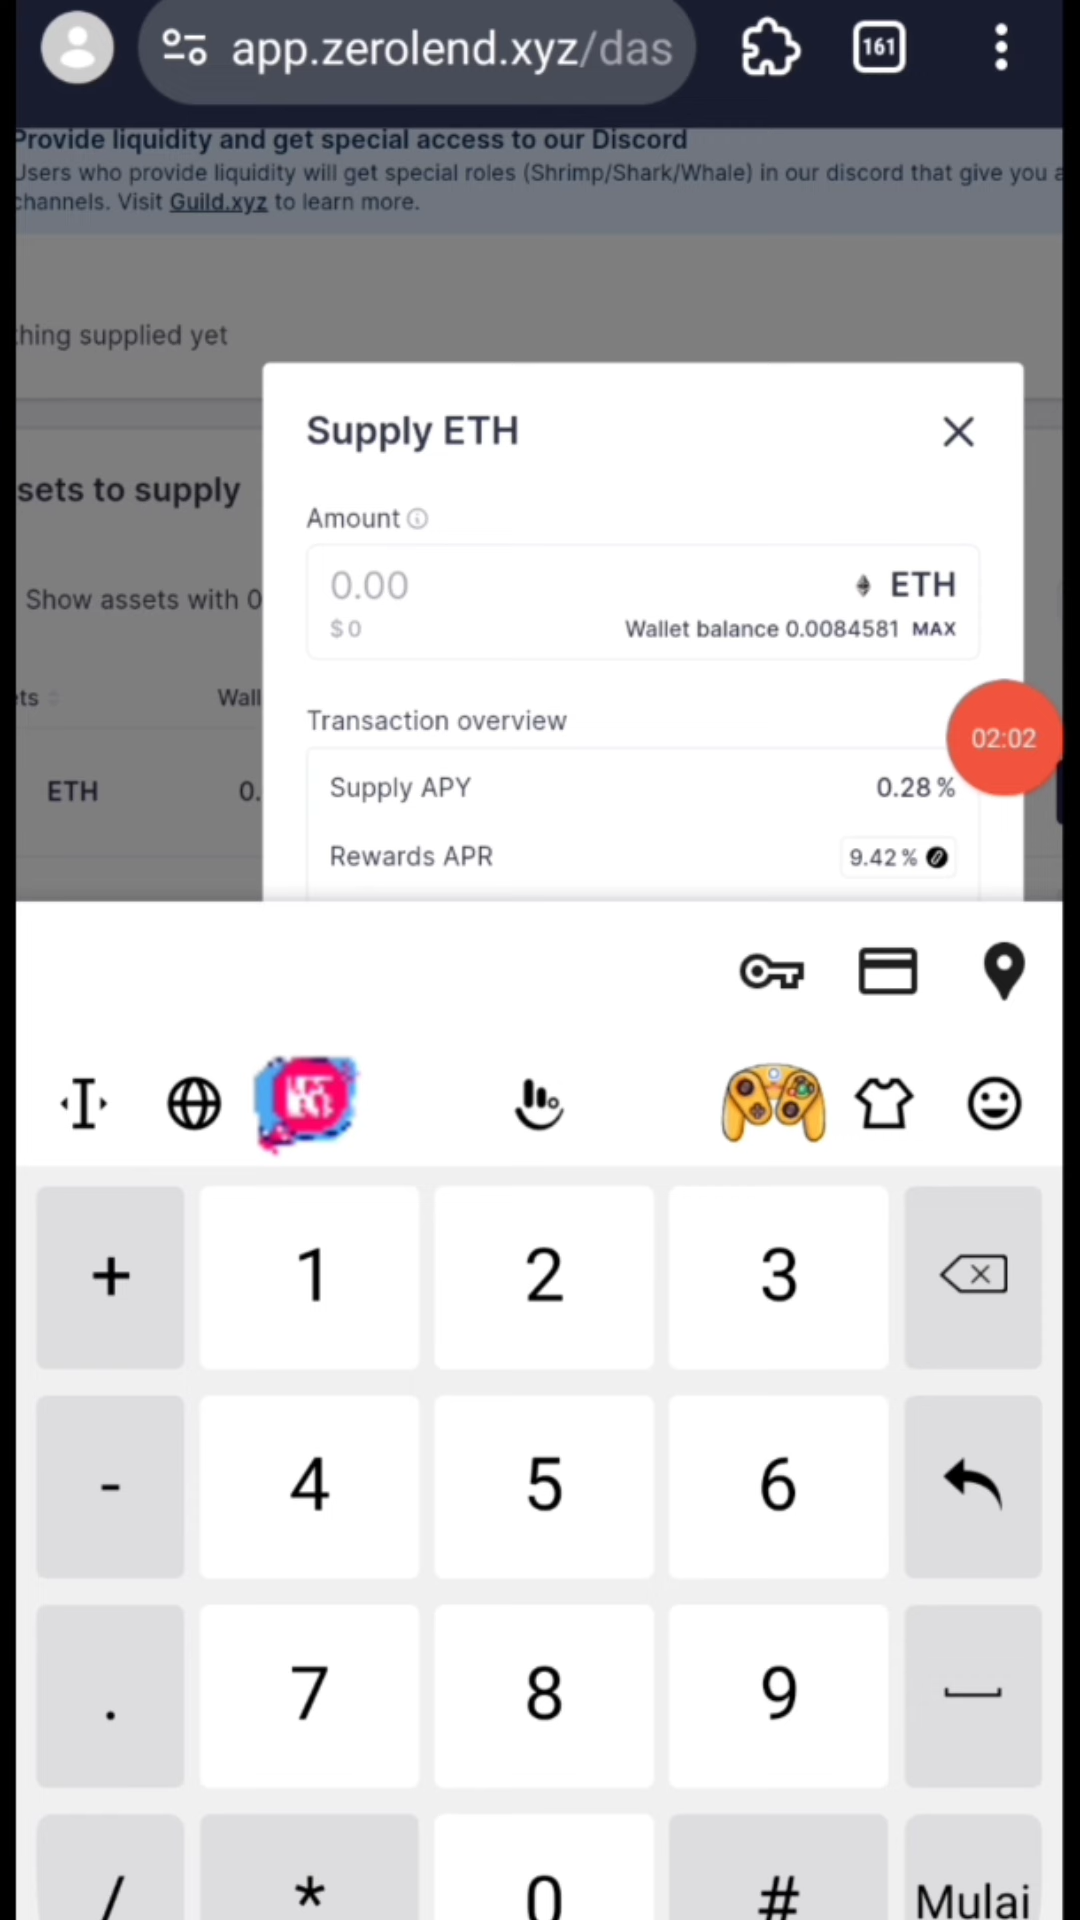 app.zerolend.xyz/das
161
Provide liquidity and get special access to our Discord
Users who provide liquidity will get special roles (Shrimp/Shark/Whale) in our discord that give you a
channels. Visit Guild.xyz to learn more.
thing supplied yet
Supply ETH
sets to supply
Amount
0.00
ETH
Show assets with 0
$0
Wallet balance 0.0084581 MAX
ts
Wall
Transaction overview
02:02
ETH
0.
Supply APY
0.28%
Rewards APR
9.42%
+ 1 2 3
- 4 5 6
. 7 8 9
/ * 0 # Mulai